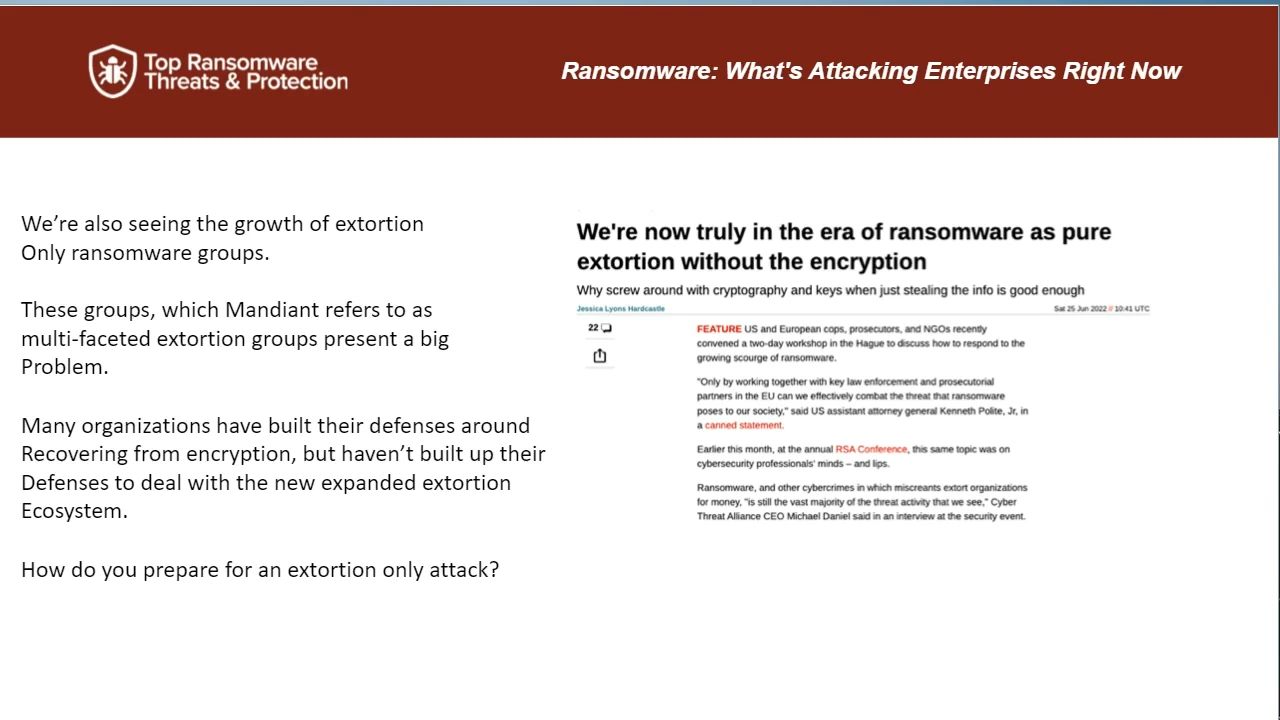 Top Ransomware
Threats & Protection
Ransomware: What's Attacking Enterprises Right Now
We’re also seeing the growth of extortion
Only ransomware groups.
These groups, which Mandiant refers to as
multi-faceted extortion groups present a big
Problem.
Many organizations have built their defenses around
Recovering from encryption, but haven’t built up their
Defenses to deal with the new expanded extortion
Ecosystem.
How do you prepare for an extortion only attack?
We're now truly in the era of ransomware as pure
extortion without the encryption
Why screw around with cryptography and keys when just stealing the info is good enough
Jessica Lyons Hardcastle
Sat 25 Jun 2022 // 10:41 UTC
22
FEATURE US and European cops, prosecutors, and NGOs recently
convened a two-day workshop in the Hague to discuss how to respond to the
growing scourge of ransomware.
"Only by working together with key law enforcement and prosecutorial
partners in the EU can we effectively combat the threat that ransomware
poses to our society," said US assistant attorney general Kenneth Polite, Jr, in
a canned statement.
Earlier this month, at the annual RSA Conference, this same topic was on
cybersecurity professionals' minds – and lips.
Ransomware, and other cybercrimes in which miscreants extort organizations
for money, "is still the vast majority of the threat activity that we see," Cyber
Threat Alliance CEO Michael Daniel said in an interview at the security event.